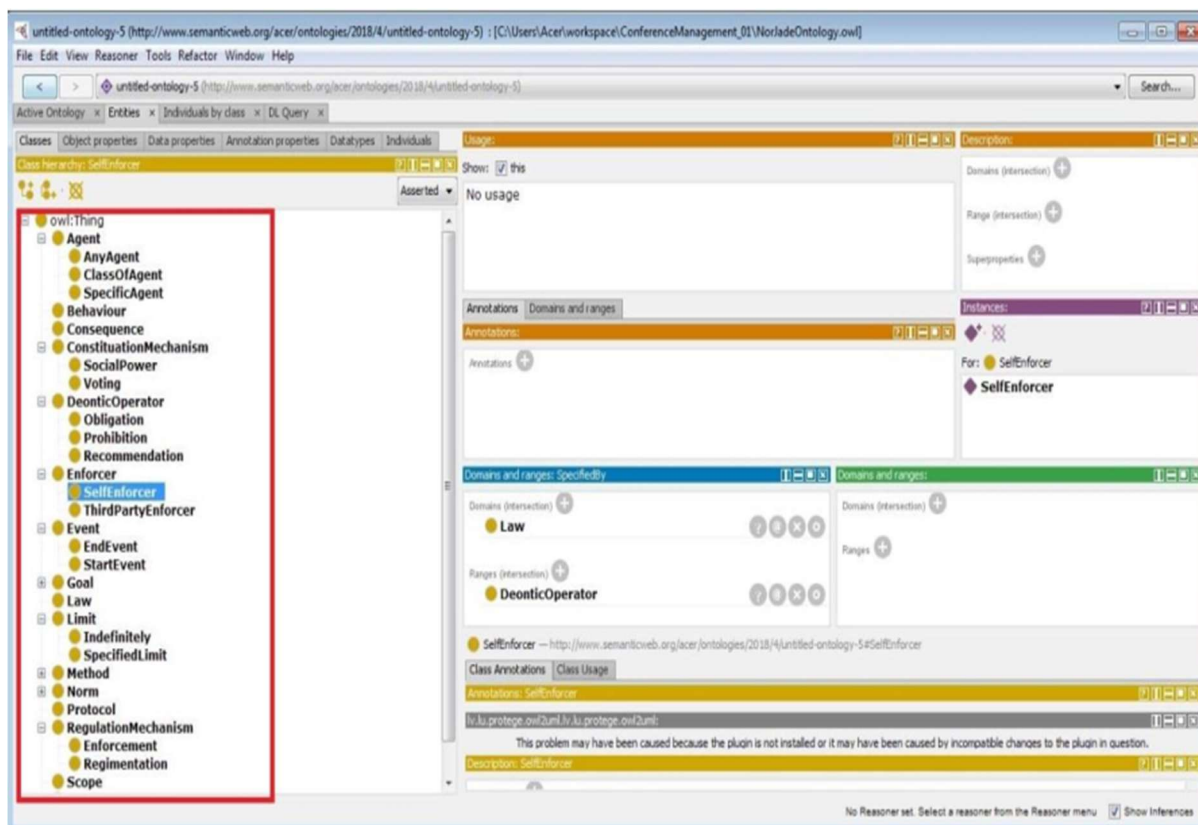 untitled-ontology-5 (http://www.semanticweb.org/acer/ontologies/2018/4/untitled-ontology-5) : [C:\Users\Acer\workspace\ConferenceManagement_01\NorJadeOntology.owl]
File Edit View Reasoner Tools Refactor Window Help
< > untitled-ontology-5 (http://www.semanticweb.org/acer/ontologies/2018/4/untitled-ontology-5) Search...
Active Ontology × Entities × Individuals by class × DL Query ×
Classes Object properties Data properties Annotation properties Datatypes Individuals
Class hierarchy: SelfEnforcer
Asserted
owl:Thing
Agent
AnyAgent
ClassOfAgent
SpecificAgent
Behaviour
Consequence
ConstituationMechanism
SocialPower
Voting
DeonticOperator
Obligation
Prohibition
Recommendation
Enforcer
SelfEnforcer
ThirdPartyEnforcer
Event
EndEvent
StartEvent
Goal
Law
Limit
Indefinitely
SpecifiedLimit
Method
Norm
Protocol
RegulationMechanism
Enforcement
Regimentation
Scope
Usage:
Show: this
No usage
Annotations Domains and ranges
Annotations:
Annotations
Domains and ranges: SpecifiedBy
Domains (intersection)
Law
Ranges (intersection)
DeonticOperator
Domains and ranges:
Domains (intersection)
Ranges
Description:
Domains (intersection)
Range (intersection)
Superproperties
Instances:
For: SelfEnforcer
SelfEnforcer
SelfEnforcer — http://www.semanticweb.org/acer/ontologies/2018/4/untitled-ontology-5#SelfEnforcer
Class Annotations Class Usage
Annotations: SelfEnforcer
lv.lu.protege.owl2uml.lv.lu.protege.owl2uml:
This problem may have been caused because the plugin is not installed or it may have been caused by incompatible changes to the plugin in question.
Description: SelfEnforcer
No Reasoner set. Select a reasoner from the Reasoner menu Show Inferences